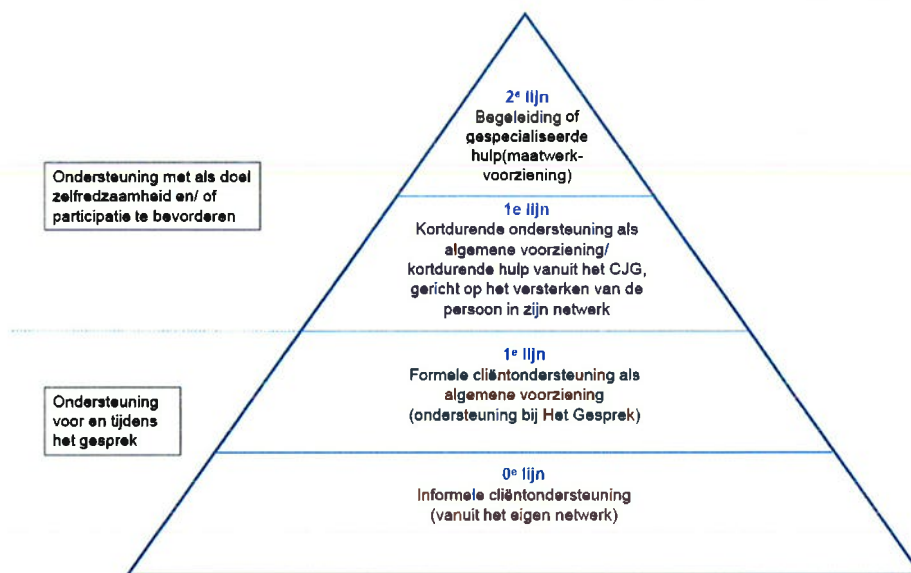 2e lijn
Begeleiding of
gespecialiseerde
hulp(maatwerk-
voorziening)
Ondersteuning met als doel
zelfredzaamheid en/ of
participatie te bevorderen
1e lijn
Kortdurende ondersteuning als
algemene voorziening/
kortdurende hulp vanuit het CJG,
gericht op het versterken van de
persoon in zijn netwerk
1e lijn
Formele cliëntondersteuning als
algemene voorziening
(ondersteuning bij Het Gesprek)
Ondersteuning
voor en tijdens
het gesprek
0e lijn
Informele cliëntondersteuning
(vanuit het eigen netwerk)